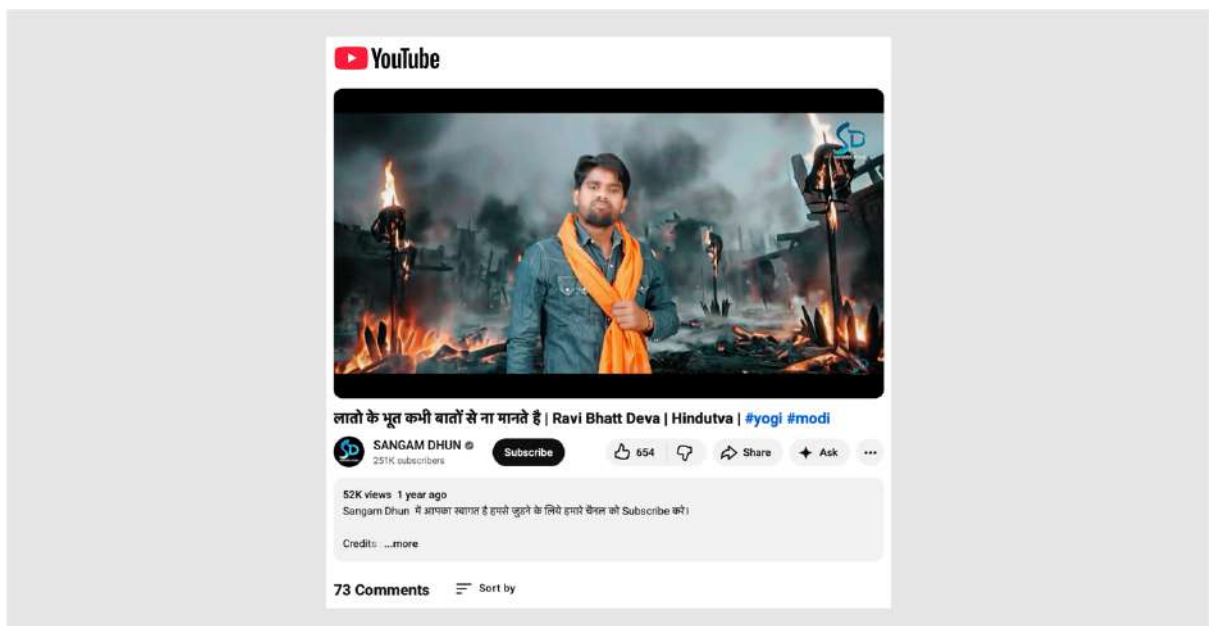 YouTube
SD
लातो के भूत कभी बातों से ना मानते है | Ravi Bhatt Deva | Hindutva | #yogi #modi
SANGAM DHUN
251K subscribers
Subscribe
654
Share
Ask
52K views 1 year ago
Sangam Dhun में आपका स्वागत है हमसे जुड़ने के लिये हमारे चैनल को Subscribe करे।
Credits : ...more
73 Comments
Sort by